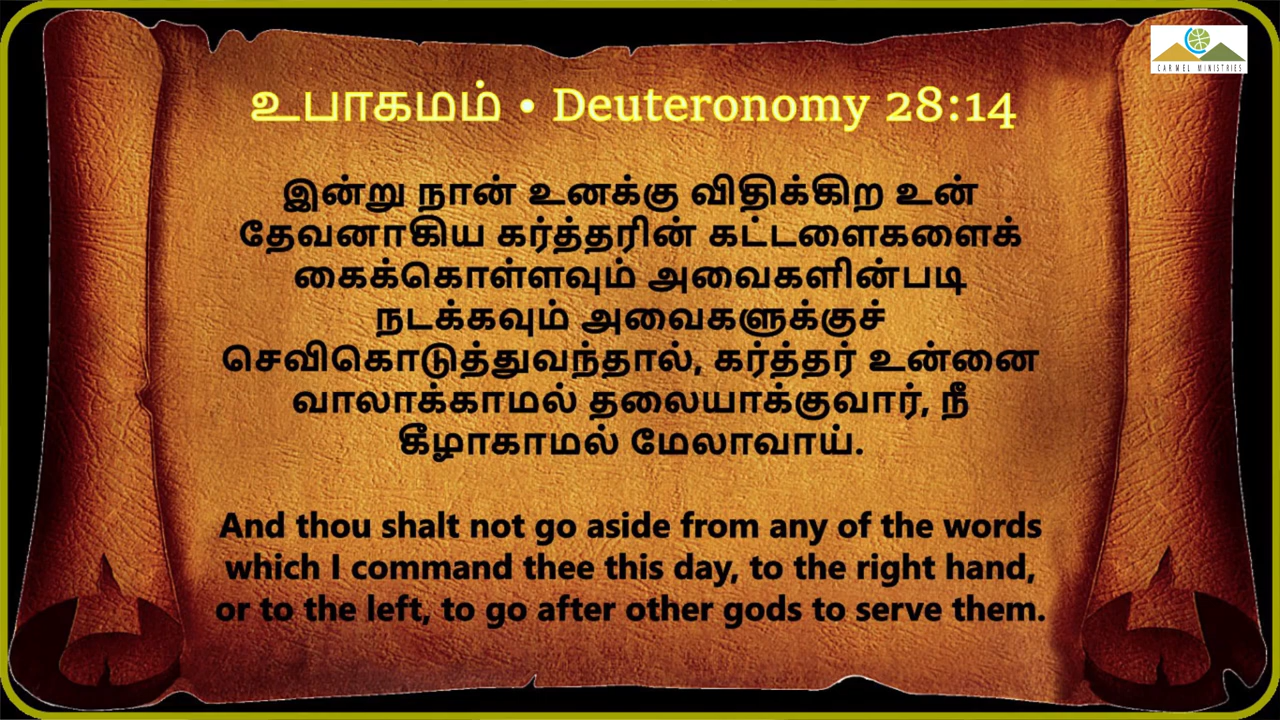 CARMEL MINISTRIES
உபாகமம் • Deuteronomy 28:14
இன்று நான் உனக்கு விதிக்கிற உன்
தேவனாகிய கர்த்தரின் கட்டளைகளைக்
கைக்கொள்ளவும் அவைகளின்படி
நடக்கவும் அவைகளுக்குச்
செவிகொடுத்துவந்தால், கர்த்தர் உன்னை
வாலாக்காமல் தலையாக்குவார், நீ
கீழாகாமல் மேலாவாய்.
And thou shalt not go aside from any of the words
which I command thee this day, to the right hand,
or to the left, to go after other gods to serve them.